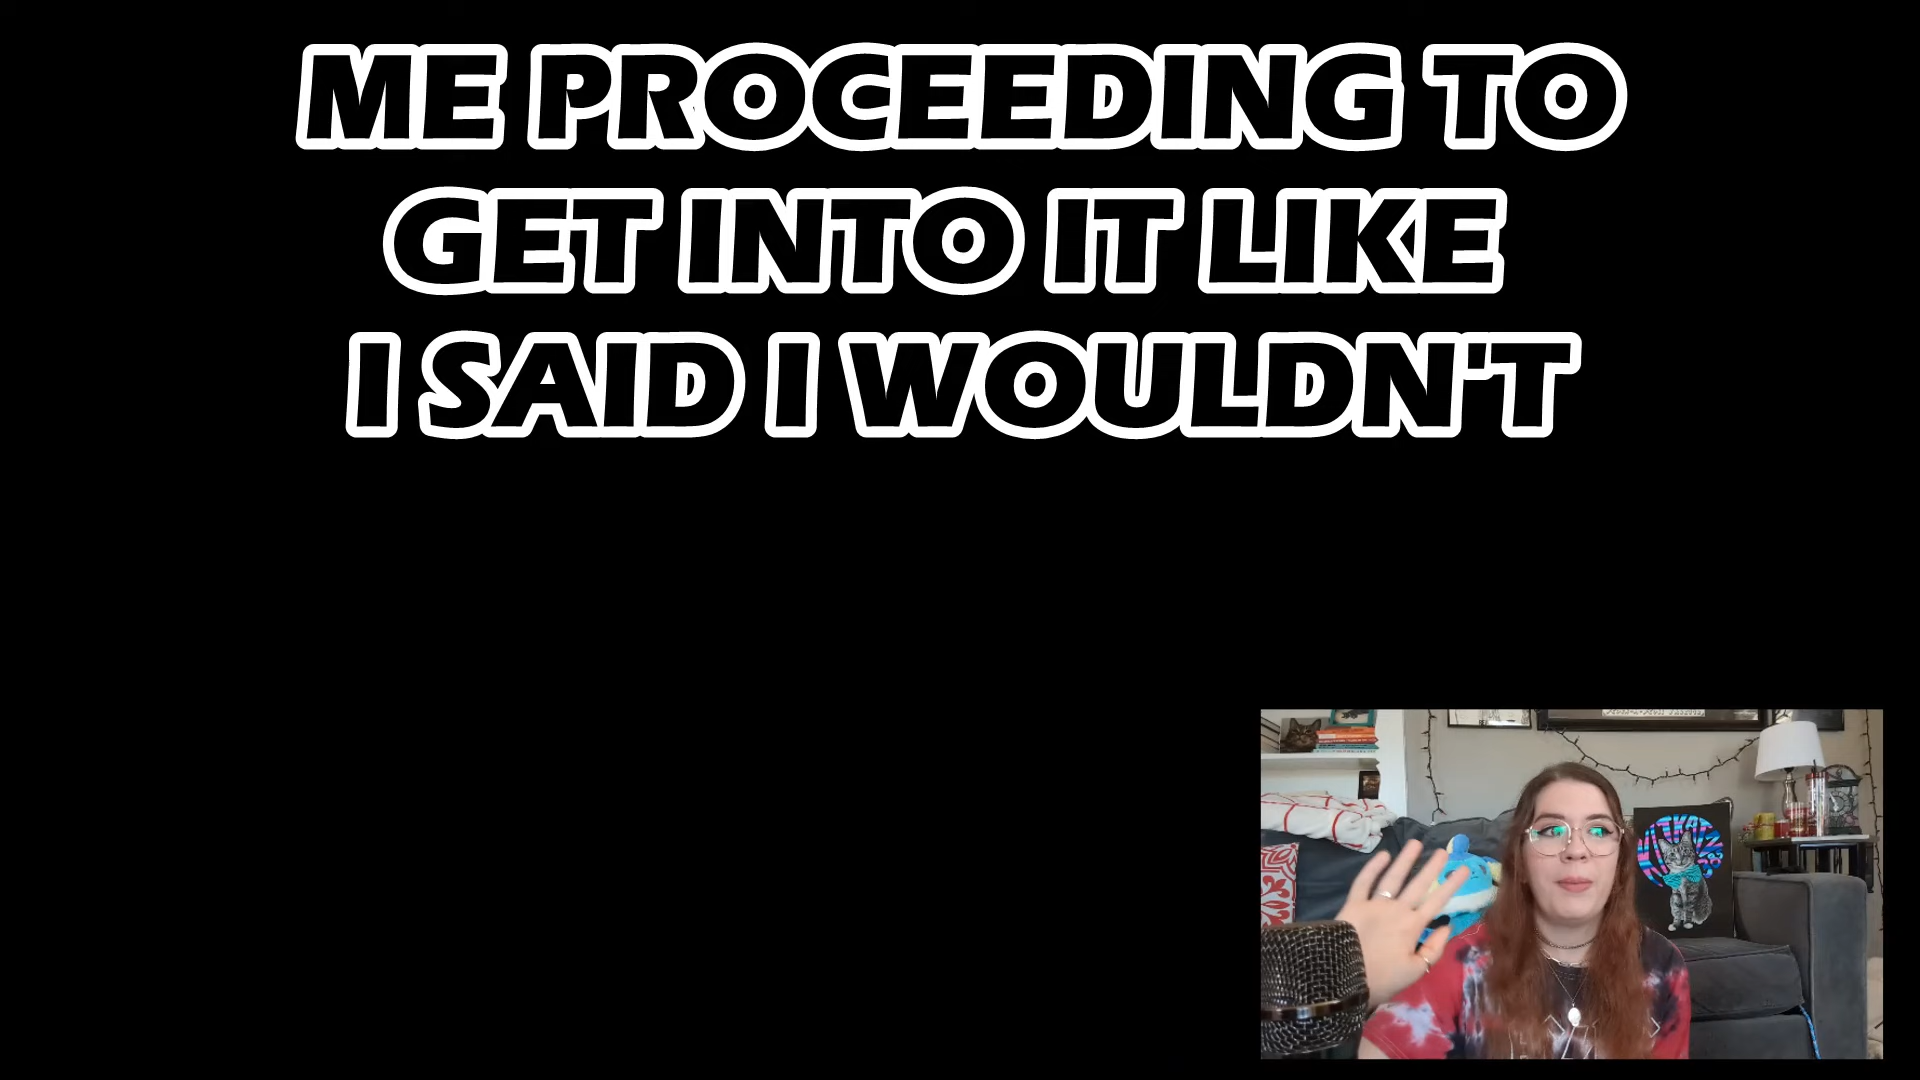 ME PROCEEDING TO
GET INTO IT LIKE
I SAID I WOULDN'T